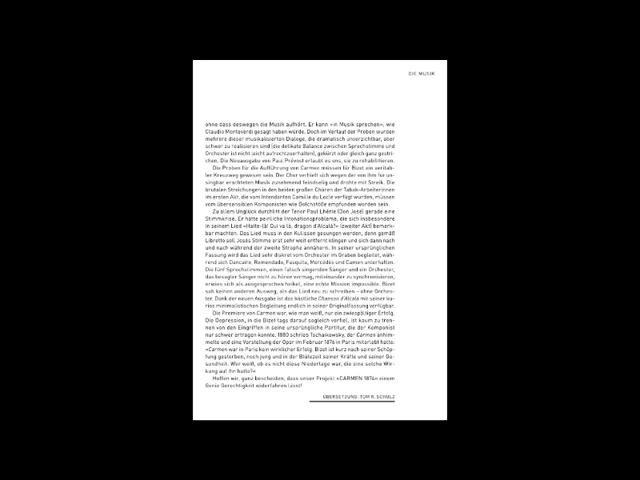 DIE MUSIK
ohne dass deswegen die Musik aufhört. Er kann »in Musik sprechen«, wie
Claudio Monteverdi gesagt haben würde. Doch im Verlauf der Proben wurden
mehrere dieser musikalisierten Dialoge, die dramatisch unverzichtbar, aber
schwer zu realisieren sind (die delikate Balance zwischen Sprechstimme und
Orchester ist nicht leicht aufrechtzuerhalten), gekürzt oder gleich ganz gestri-
chen. Die Neuausgabe von Paul Prévost erlaubt es uns, sie zu rehabilitieren.
Die Proben für die Aufführung von Carmen müssen für Bizet ein veritab-
ler Kreuzweg gewesen sein. Der Chor verhielt sich wegen der von ihm für un-
singbar erachteten Musik zunehmend feindselig und drohte mit Streik. Die
brutalen Streichungen in den beiden großen Chören der Tabak-Arbeiterinnen
im ersten Akt, die vom Intendanten Camille du Locle verfügt wurden, müssen
vom übersensiblen Komponisten wie Dolchstöße empfunden worden sein.
Zu allem Unglück durchlitt der Tenor Paul Lhérie (Don José) gerade eine
Stimmkrise. Er hatte peinliche Intonationsprobleme, die sich insbesondere
in seinem Lied »Halte-là! Qui va là, dragon d'Alcalá?« (zweiter Akt) bemerk-
bar machten. Das Lied muss in den Kulissen gesungen werden, denn gemäß
Libretto soll Josés Stimme erst sehr weit entfernt klingen und sich dann nach
und nach während der zweite Strophe annähern. In seiner ursprünglichen
Fassung wird das Lied sehr diskret vom Orchester im Graben begleitet, wäh-
rend sich Dancaïre, Remendado, Fasquita, Mercédès und Carmen unterhalten.
Die fünf Sprechstimmen, einen falsch singenden Sänger und ein Orchester,
das besagter Sänger nicht zu hören vermag, miteinander zu synchronisieren,
erwies sich als ausgesprochen heikel, eine echte Mission impossible. Bizet
sah keinen anderen Ausweg, als das Lied neu zu schreiben – ohne Orches-
ter. Dank der neuen Ausgabe ist das köstliche Chanson d'Alcalá mit seiner ku-
rios minimalistischen Begleitung endlich in seiner Originalfassung verfügbar.
Die Premiere von Carmen war, wie man weiß, nur ein zwiespältiger Erfolg.
Die Depression, in die Bizet tags darauf sogleich verfiel, ist kaum zu tren-
nen von den Eingriffen in seine ursprüngliche Partitur, die der Komponist
nur schwer ertragen konnte. 1880 schrieb Tschaikowsky, der Carmen anhim-
melte und eine Vorstellung der Oper im Februar 1876 in Paris miterlebt hatte:
»Carmen war in Paris kein wirklicher Erfolg. Bizet ist kurz nach seiner Schöp-
fung gestorben, noch jung und in der Blütezeit seiner Kräfte und seiner Ge-
sundheit. Wer weiß, ob es nicht diese Niederlage war, die eine solche Wir-
kung auf ihn hatte?«
Hoffen wir, ganz bescheiden, dass unser Projekt »CARMEN 1874« einem
Genie Gerechtigkeit widerfahren lässt!
ÜBERSETZUNG: TOM R. SCHULZ